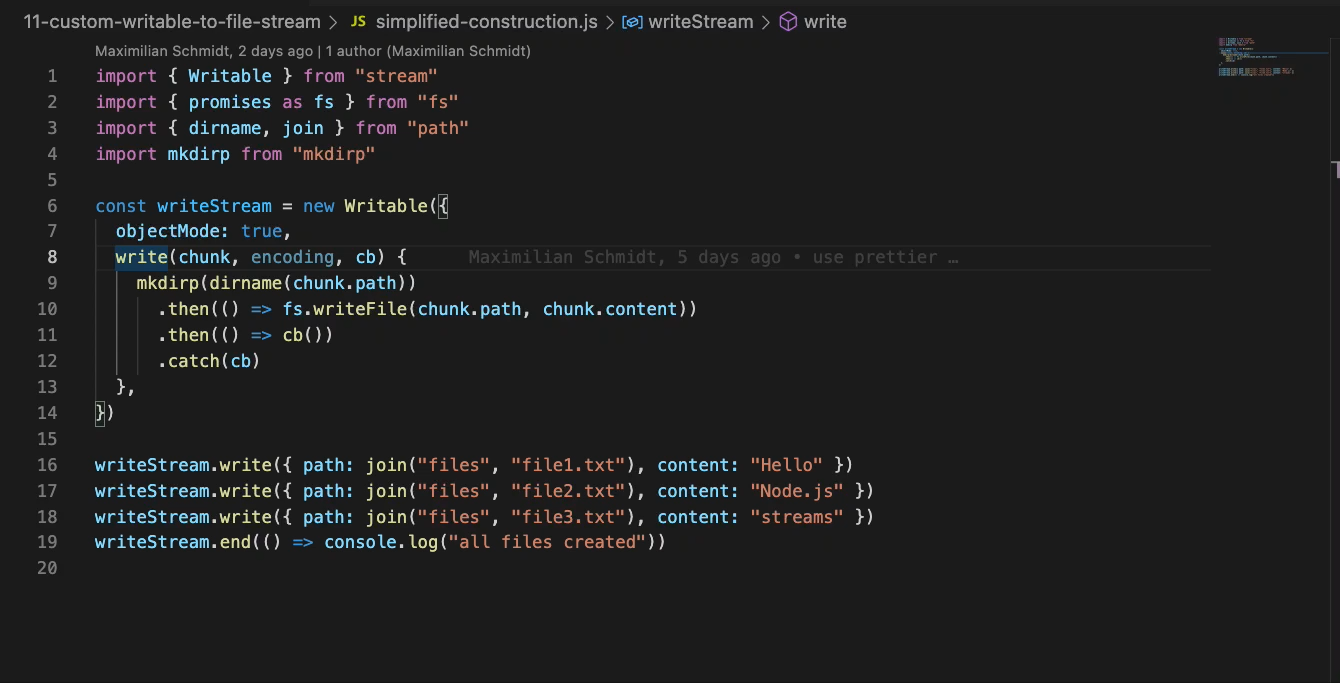 11-custom-writable-to-file-stream > JS simplified-construction.js > writeStream > write
Maximilian Schmidt, 2 days ago | 1 author (Maximilian Schmidt)
1 import { Writable } from "stream"
2 import { promises as fs } from "fs"
3 import { dirname, join } from "path"
4 import mkdirp from "mkdirp"
5
6 const writeStream = new Writable({
7   objectMode: true,
8   write(chunk, encoding, cb) {      Maximilian Schmidt, 5 days ago • use prettier …
9     mkdirp(dirname(chunk.path))
10       .then(() => fs.writeFile(chunk.path, chunk.content))
11       .then(() => cb())
12       .catch(cb)
13   },
14 })
15
16 writeStream.write({ path: join("files", "file1.txt"), content: "Hello" })
17 writeStream.write({ path: join("files", "file2.txt"), content: "Node.js" })
18 writeStream.write({ path: join("files", "file3.txt"), content: "streams" })
19 writeStream.end(() => console.log("all files created"))
20